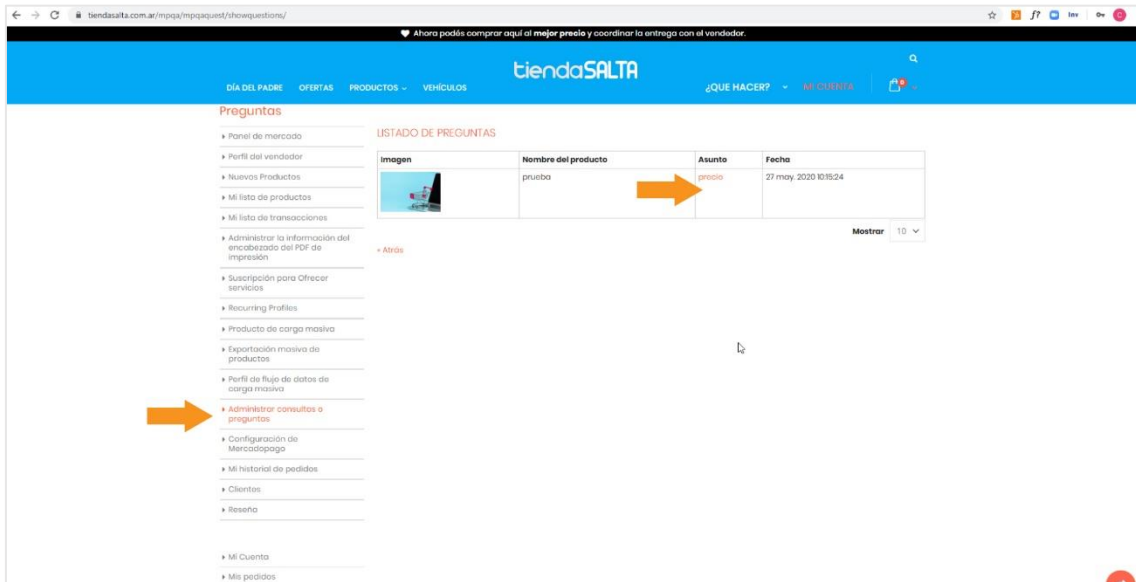 tiendasalta.com.ar/mpqa/mpqaquest/showquestions/
f?
Inv
C
Ahora podés comprar aquí al mejor precio y coordinar la entrega con el vendedor.
tiendaSALTA
DÍA DEL PADRE OFERTAS PRODUCTOS VEHÍCULOS ¿QUE HACER? MI CUENTA 0
Preguntas
Panel de mercado
Perfil del vendedor
Nuevos Productos
Mi lista de productos
Mi lista de transacciones
Administrar la información del
encabezado del PDF de
impresión
Suscripción para Ofrecer
servicios
Recurring Profiles
Producto de carga masiva
Exportación masiva de
productos
Perfil de flujo de datos de
carga masiva
Administrar consultas o
preguntas
Configuración de
Mercadopago
Mi historial de pedidos
Clientes
Reseña
Mi Cuenta
Mis pedidos
LISTADO DE PREGUNTAS
Imagen Nombre del producto Asunto Fecha
prueba precio 27 may. 2020 10:15:24
Mostrar 10
« Atrás